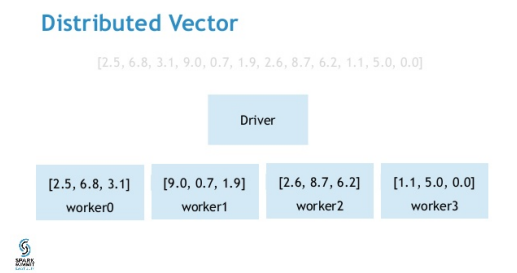 Distributed Vector
[2.5, 6.8, 3.1, 9.0, 0.7, 1.9, 2.6, 8.7, 6.2, 1.1, 5.0, 0.0]
Driver
[2.5, 6.8, 3.1]
worker0
[9.0, 0.7, 1.9]
worker1
[2.6, 8.7, 6.2]
worker2
[1.1, 5.0, 0.0]
worker3
SPARK
SUMMIT